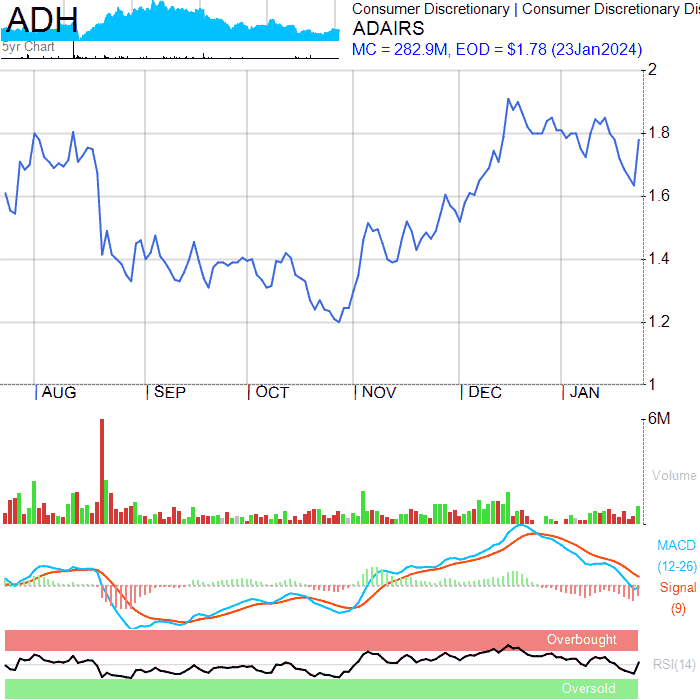 ADH
5yr Chart
Consumer Discretionary | Consumer Discretionary Dis
ADAIRS
MC = 282.9M, EOD = $1.78 (23Jan2024)
2
1.8
1.6
1.4
1.2
1
AUG SEP OCT NOV DEC JAN
6M
Volume
MACD
(12-26)
Signal
(9)
Overbought
RSI(14)
Oversold